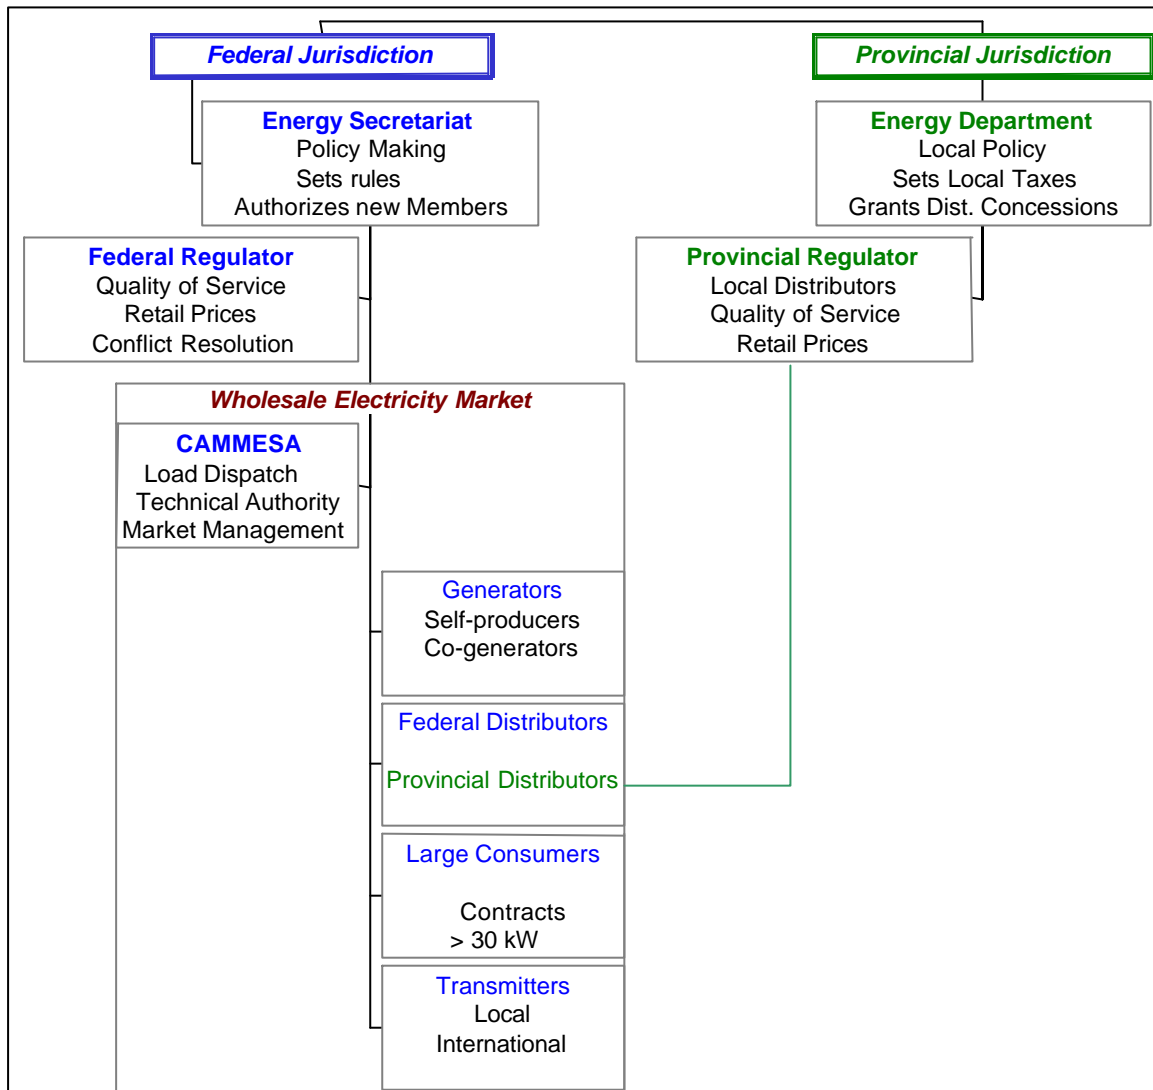 Federal Jurisdiction
Provincial Jurisdiction
Energy Secretariat
Policy Making
Sets rules
Authorizes new Members
Energy Department
Local Policy
Sets Local Taxes
Grants Dist. Concessions
Federal Regulator
Quality of Service
Retail Prices
Conflict Resolution
Provincial Regulator
Local Distributors
Quality of Service
Retail Prices
Wholesale Electricity Market
CAMMESA
Load Dispatch
Technical Authority
Market Management
Generators
Self-producers
Co-generators
Federal Distributors
Provincial Distributors
Large Consumers
Contracts
> 30 kW
Transmitters
Local
International